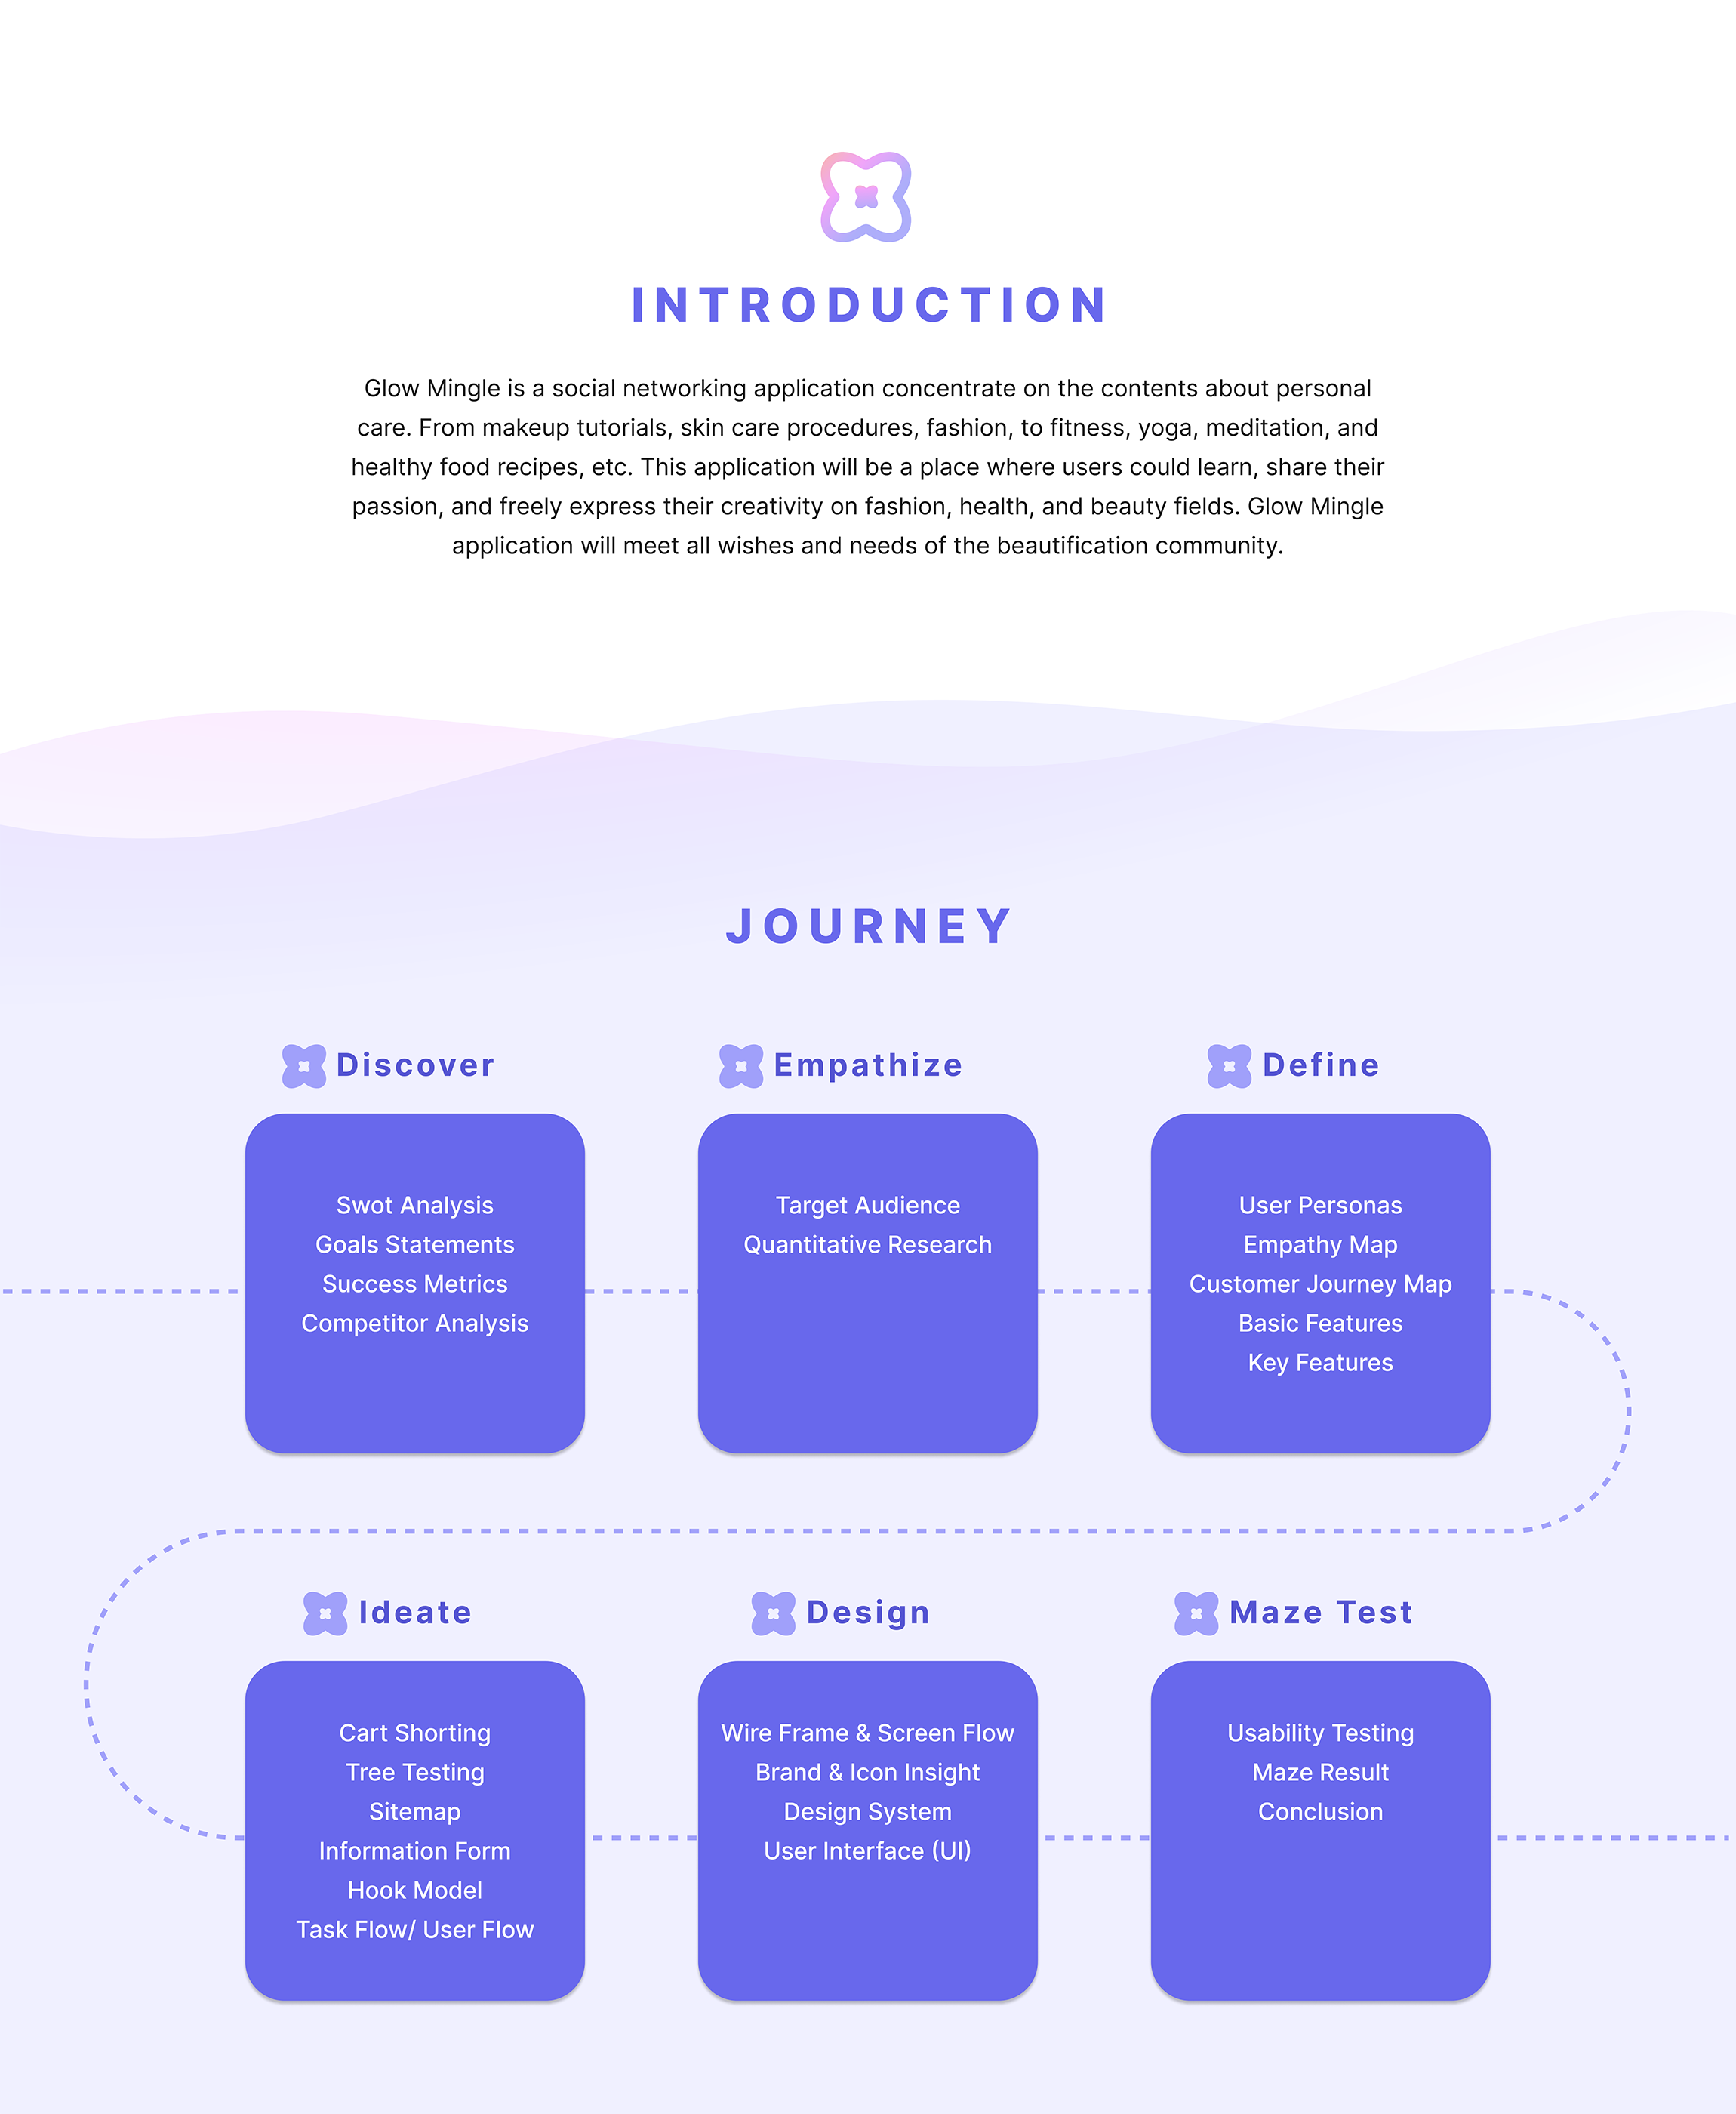 INTRODUCTION
Glow Mingle is a social networking application concentrate on the contents about personal
care. From makeup tutorials, skin care procedures, fashion, to fitness, yoga, meditation, and
healthy food recipes, etc. This application will be a place where users could learn, share their
passion, and freely express their creativity on fashion, health, and beauty fields. Glow Mingle
application will meet all wishes and needs of the beautification community.
JOURNEY
Discover
Swot Analysis
Goals Statements
Success Metrics
Competitor Analysis
Empathize
Target Audience
Quantitative Research
Define
User Personas
Empathy Map
Customer Journey Map
Basic Features
Key Features
Ideate
Cart Shorting
Tree Testing
Sitemap
Information Form
Hook Model
Task Flow/ User Flow
Design
Wire Frame & Screen Flow
Brand & Icon Insight
Design System
User Interface (UI)
Maze Test
Usability Testing
Maze Result
Conclusion